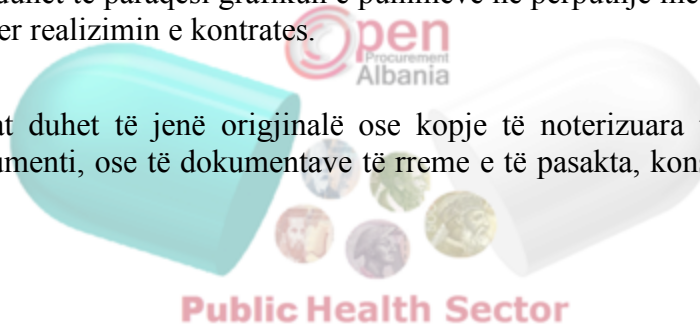 duhet të paraqesi grafikun e punimeve në përputhje me
er realizimin e kontrates.
Open
Procurement
Albania
at duhet të jenë origjinalë ose kopje të noterizuara
umenti, ose të dokumentave të rreme e të pasakta, kon
Public Health Sector